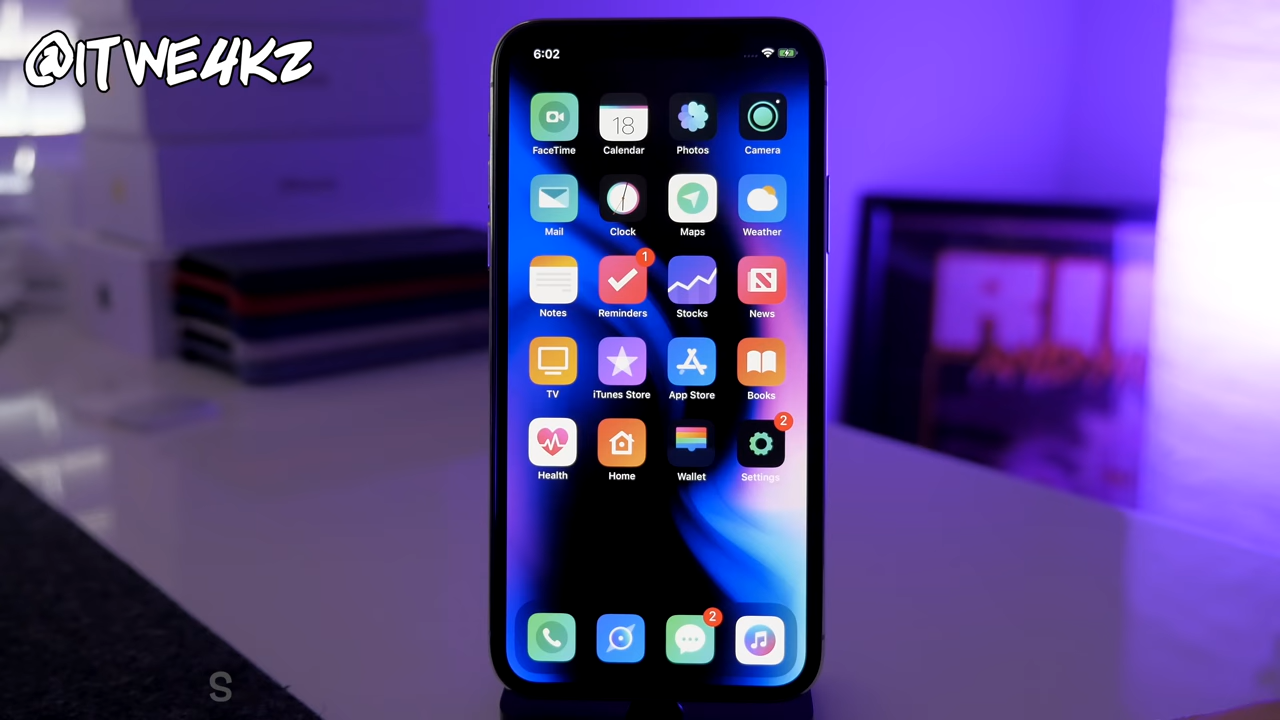 @iTWE4KZ
6:02
18
FaceTime
Calendar
Photos
Camera
Mail
Clock
Maps
Weather
1
Notes
Reminders
Stocks
News
TV
iTunes Store
App Store
Books
2
Health
Home
Wallet
Settings
2
S